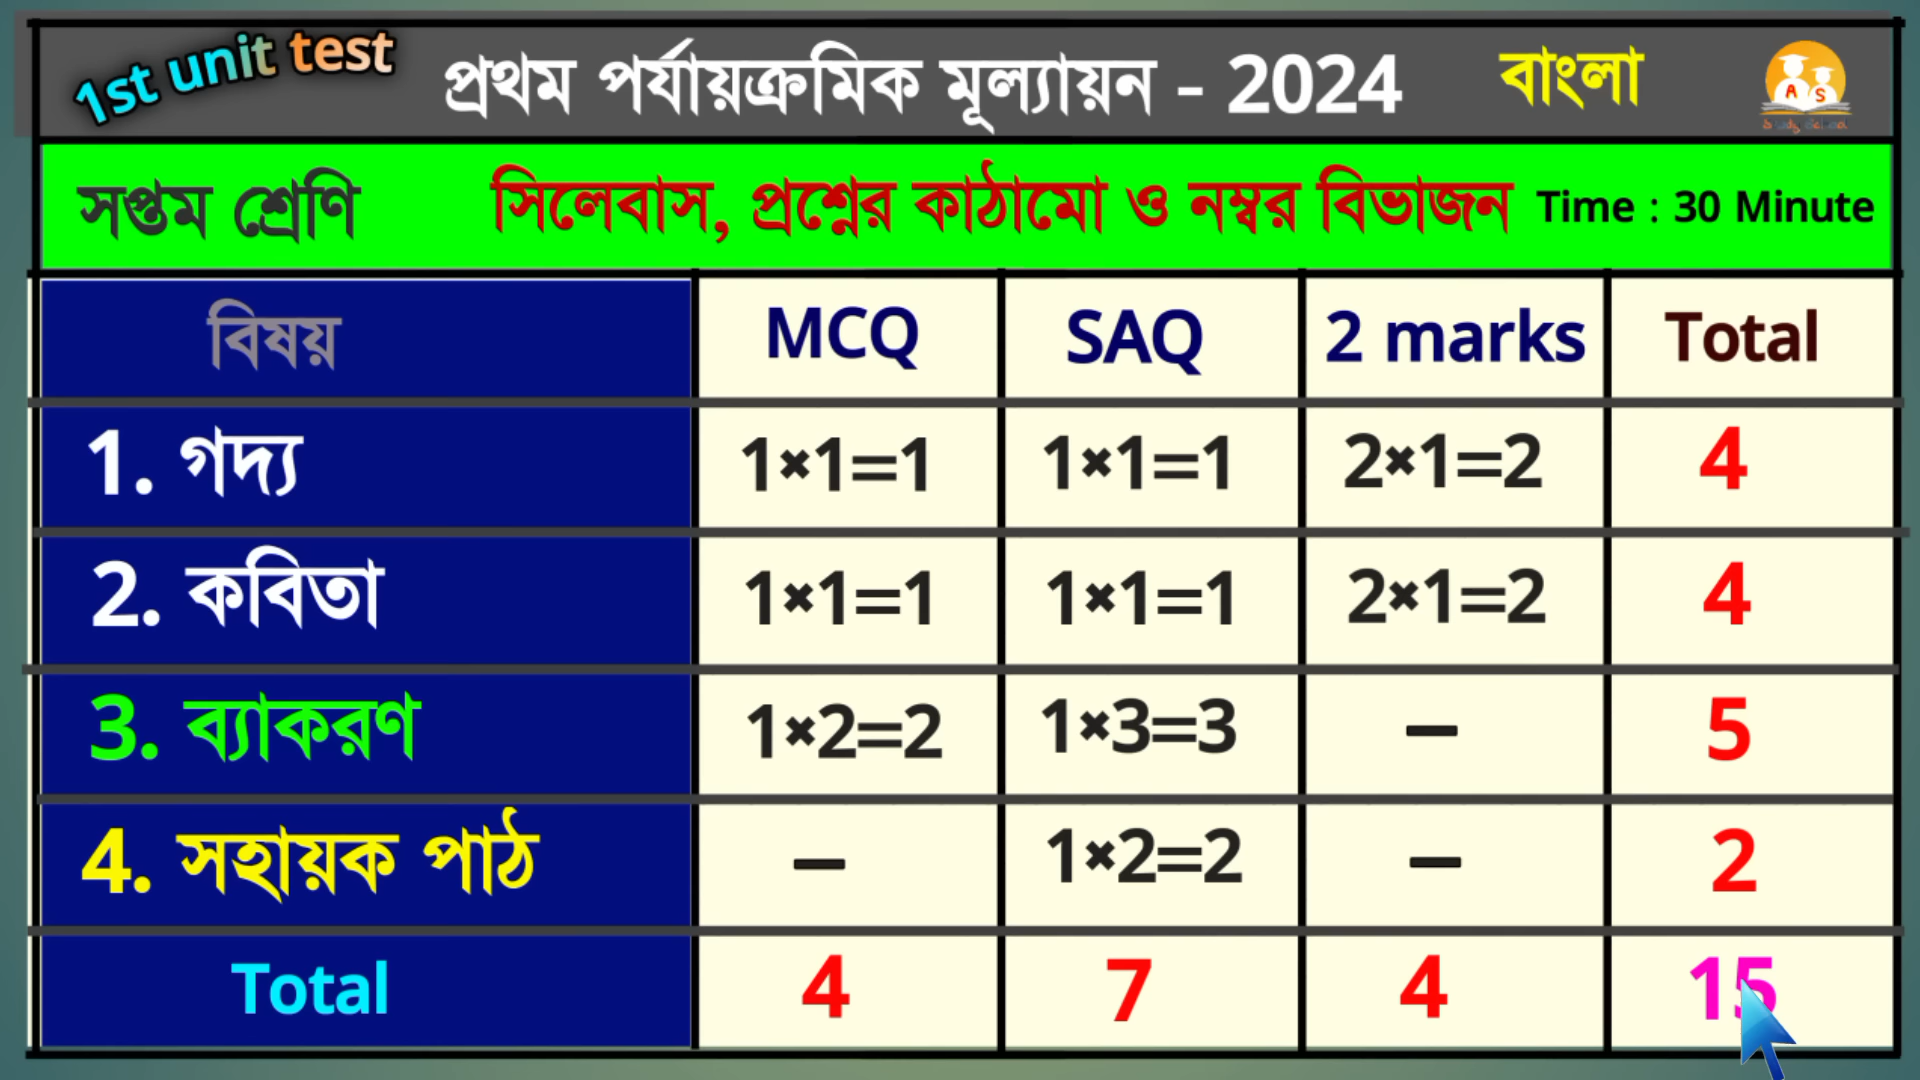 1st unit test প্রথম পর্যায়ক্রমিক মূল্যায়ন - 2024 বাংলা
A S
সপ্তম শ্রেণি সিলেবাস, প্রশ্নের কাঠামো ও নম্বর বিভাজন Time : 30 Minute
বিষয় MCQ SAQ 2 marks Total
1. গদ্য 1×1=1 1×1=1 2×1=2 4
2. কবিতা 1×1=1 1×1=1 2×1=2 4
3. ব্যাকরণ 1×2=2 1×3=3 – 5
4. সহায়ক পাঠ – 1×2=2 – 2
Total 4 7 4 15